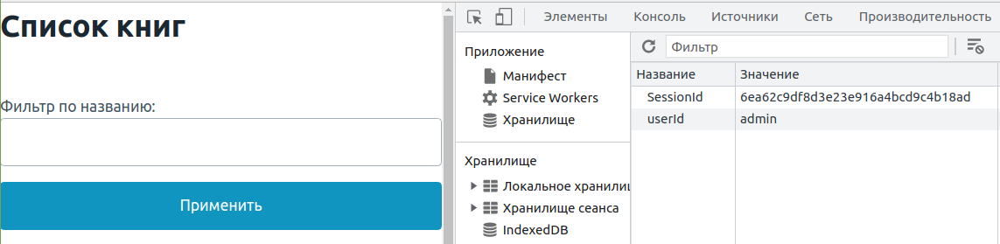 Список книг
Фильтр по названию:
Применить
Элементы Консоль Источники Сеть Производительность
Приложение
Манифест
Service Workers
Хранилище
Хранилище
Локальное хранили
Хранилище сеанса
IndexedDB
Фильтр
Название Значение
SessionId 6ea62c9df8d3e23e916a4bcd9c4b18ad
userId admin